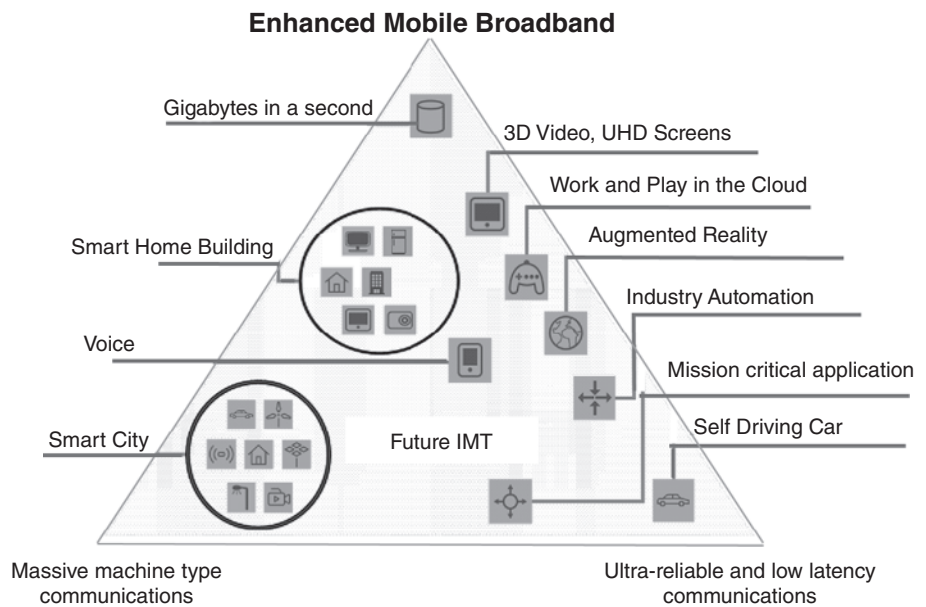 Enhanced Mobile Broadband
Gigabytes in a second
3D Video, UHD Screens
Work and Play in the Cloud
Smart Home Building
Augmented Reality
Industry Automation
Voice
Mission critical application
Smart City
Future IMT
Self Driving Car
Massive machine type
communications
Ultra-reliable and low latency
communications